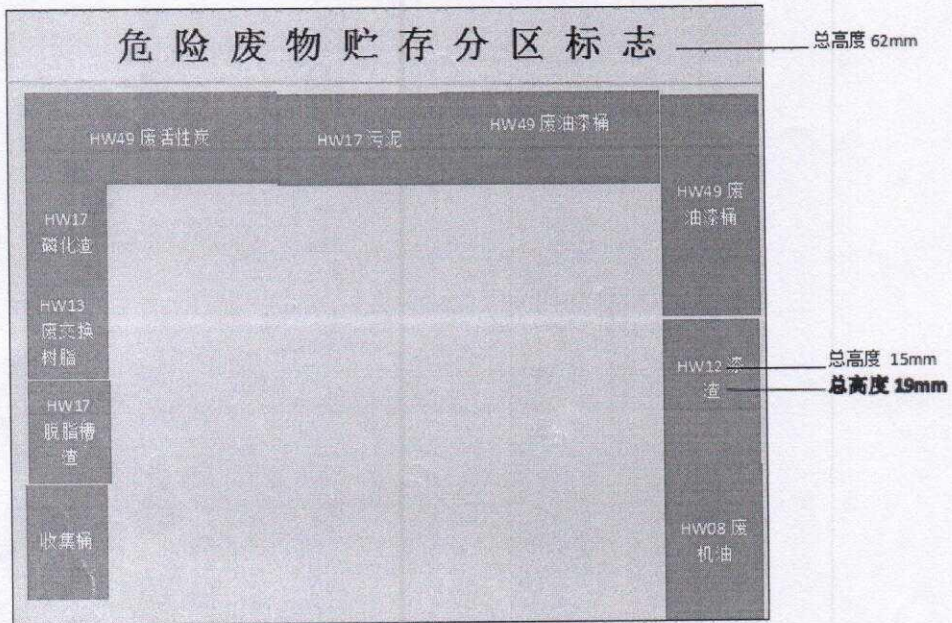 危险废物贮存分区标志
总高度 62mm
HW49 废活性炭
HW17 污泥
HW49 废油漆桶
HW49 废
油漆桶
HW17
磷化渣
HW13
废交换
树脂
HW12 漆
渣
总高度 15mm
总高度 19mm
HW17
脱脂槽
渣
收集桶
HW08 废
机油